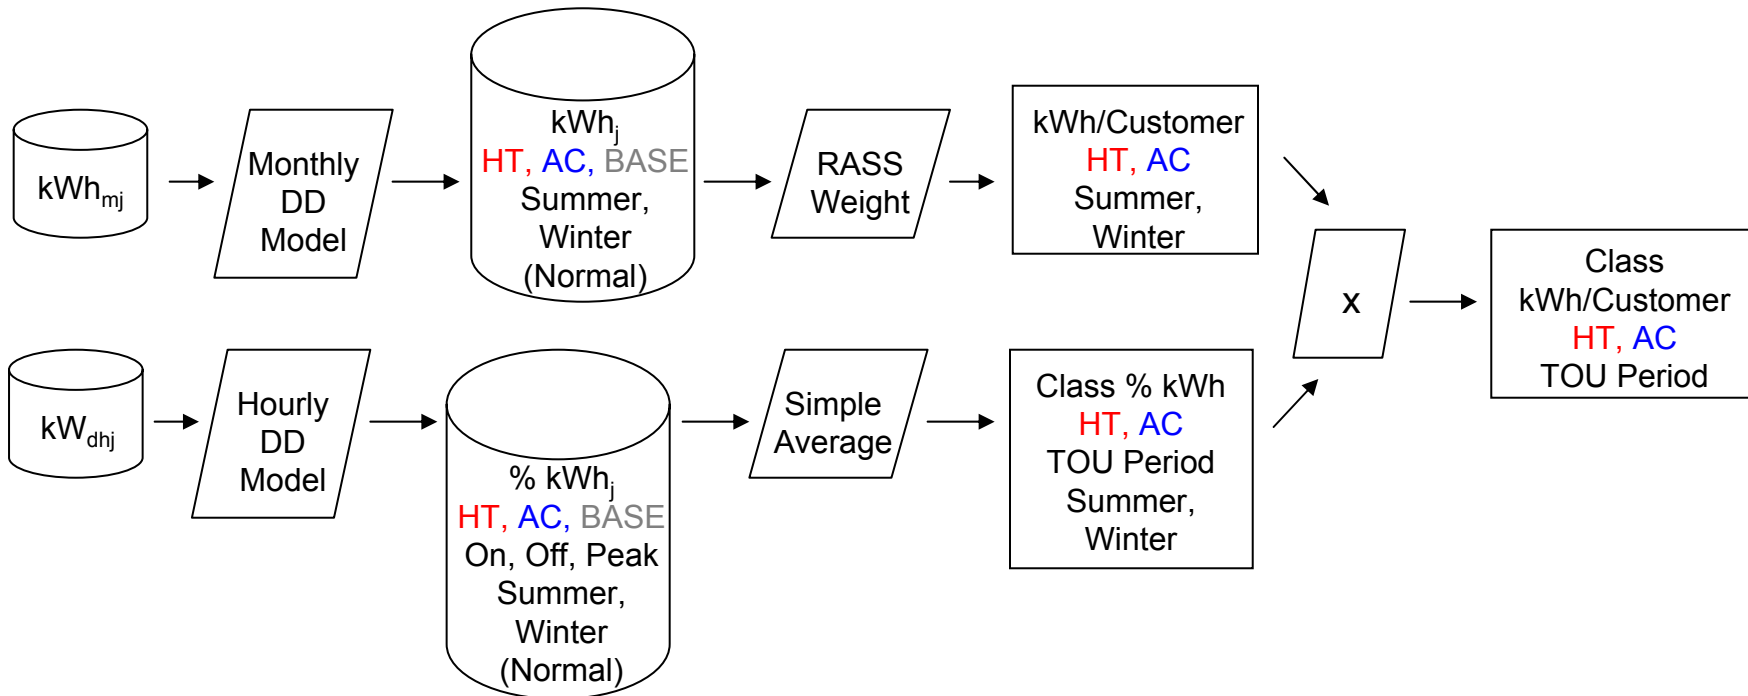 kWhmj
Monthly
DD
Model
kWhj
HT, AC, BASE
Summer,
Winter
(Normal)
RASS
Weight
kWh/Customer
HT, AC
Summer,
Winter
kWdhj
Hourly
DD
Model
% kWhj
HT, AC, BASE
On, Off, Peak
Summer,
Winter
(Normal)
Simple
Average
Class % kWh
HT, AC
TOU Period
Summer,
Winter
x
Class
kWh/Customer
HT, AC
TOU Period